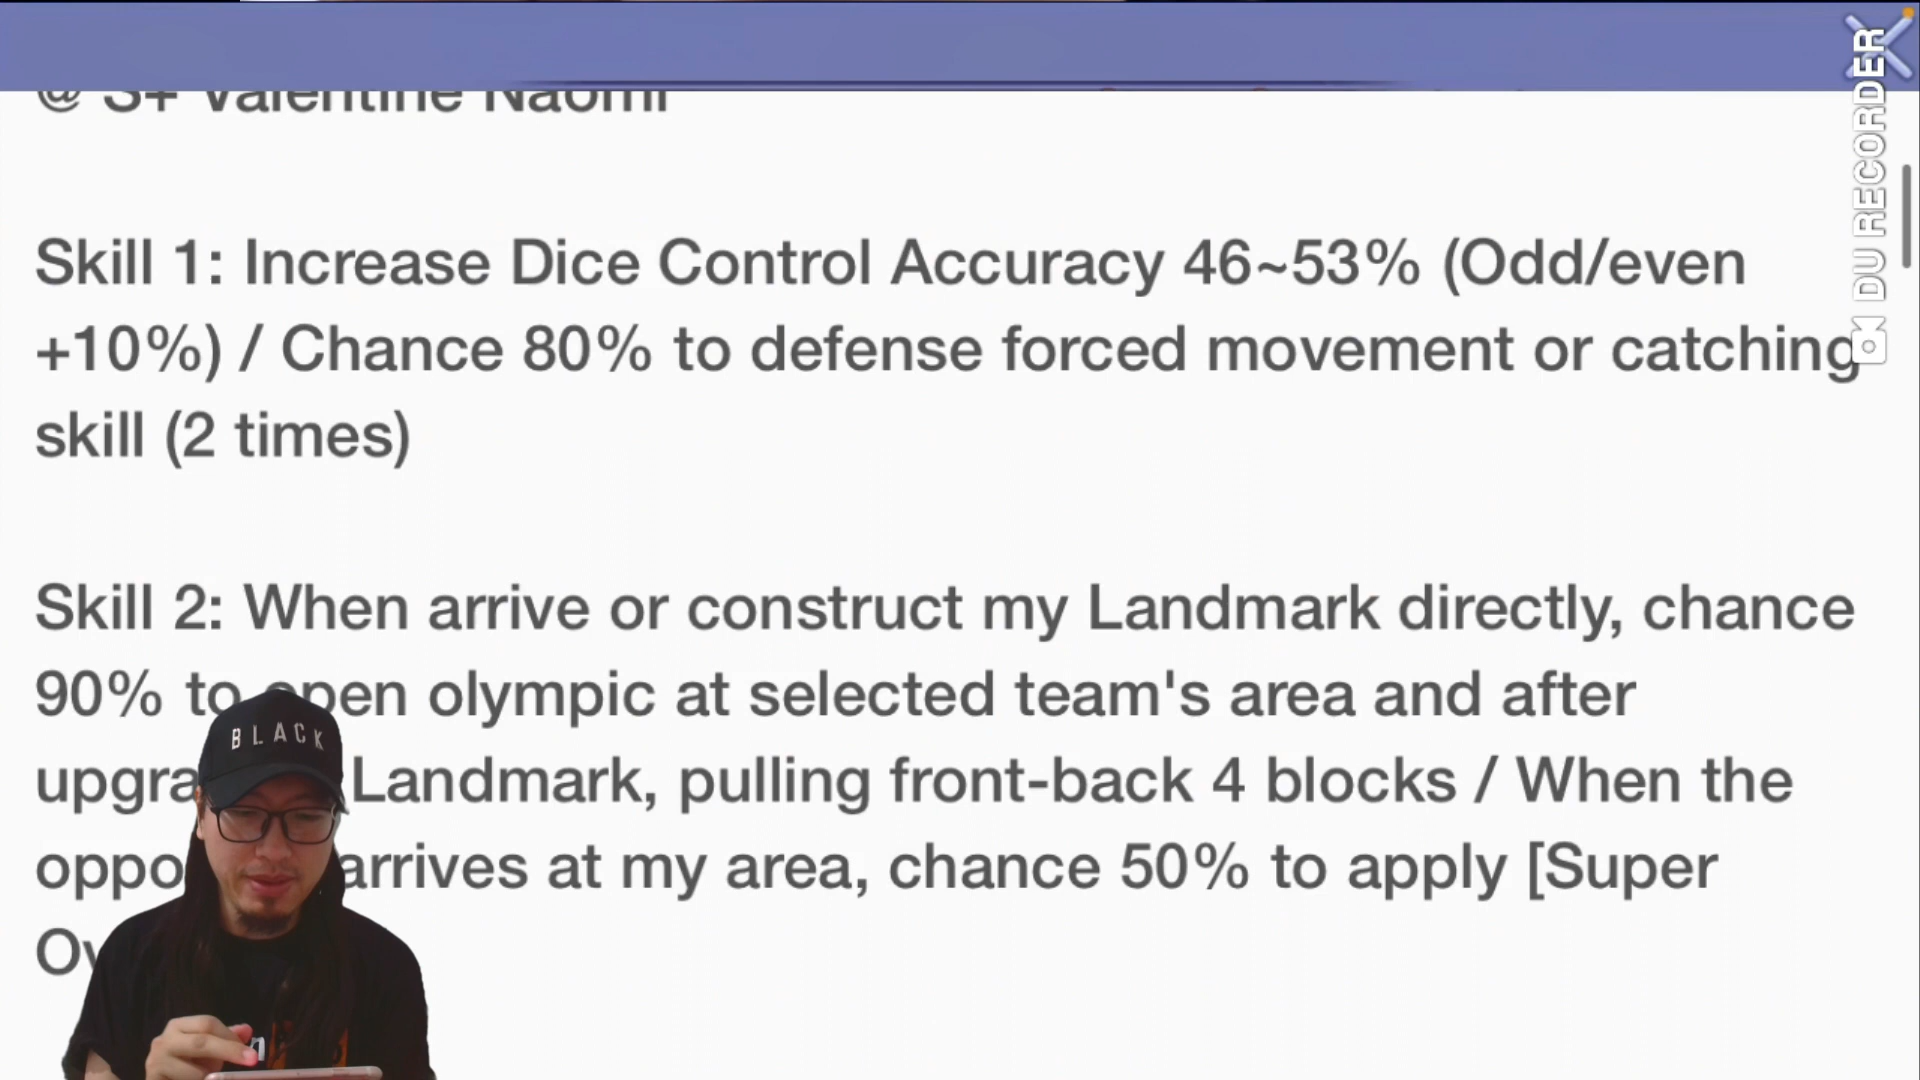 @ S+ Valentine Naomi
Skill 1: Increase Dice Control Accuracy 46~53% (Odd/even
+10%) / Chance 80% to defense forced movement or catching
skill (2 times)
Skill 2: When arrive or construct my Landmark directly, chance
90% to open olympic at selected team's area and after
Landmark, pulling front-back 4 blocks / When the
arrives at my area, chance 50% to apply [Super
BLACK
DU RECORDER